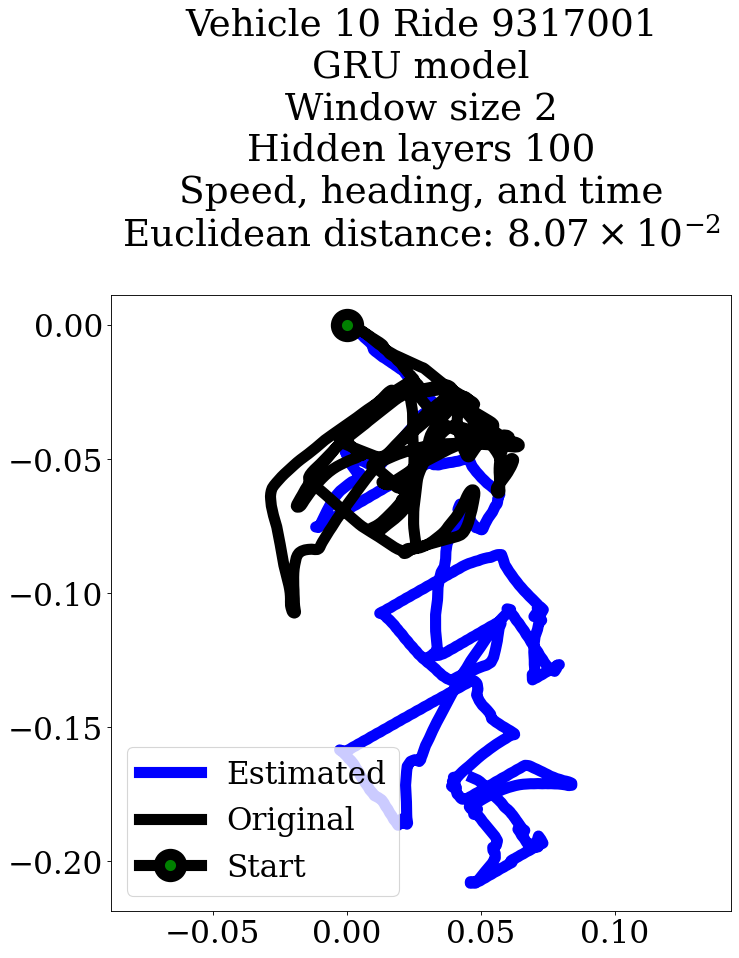 Vehicle 10 Ride 9317001
GRU model
Window size 2
Hidden layers 100
Speed, heading, and time
Euclidean distance: 8.07 × 10⁻²
0.00
−0.05
−0.10
−0.15
−0.20
Estimated
Original
Start
−0.05 0.00 0.05 0.10